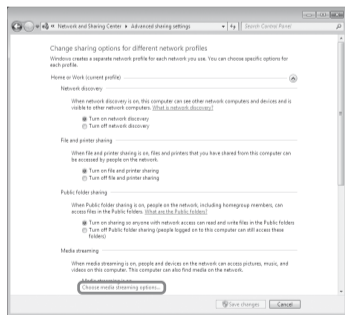 « Network and Sharing Center ▸ Advanced sharing settings
Search Control Panel
Change sharing options for different network profiles
Windows creates a separate network profile for each network you use. You can choose specific options for
each profile.
Home or Work (current profile)
Network discovery
When network discovery is on, this computer can see other network computers and devices and is
visible to other network computers. What is network discovery?
Turn on network discovery
Turn off network discovery
File and printer sharing
When file and printer sharing is on, files and printers that you have shared from this computer can
be accessed by people on the network.
Turn on file and printer sharing
Turn off file and printer sharing
Public folder sharing
When Public folder sharing is on, people on the network, including homegroup members, can
access files in the Public folders. What are the Public folders?
Turn on sharing so anyone with network access can read and write files in the Public folders
Turn off Public folder sharing (people logged on to this computer can still access these
folders)
Media streaming
When media streaming is on, people and devices on the network can access pictures, music, and
videos on this computer. This computer can also find media on the network.
Media streaming is on.
Choose media streaming options...
Save changes
Cancel